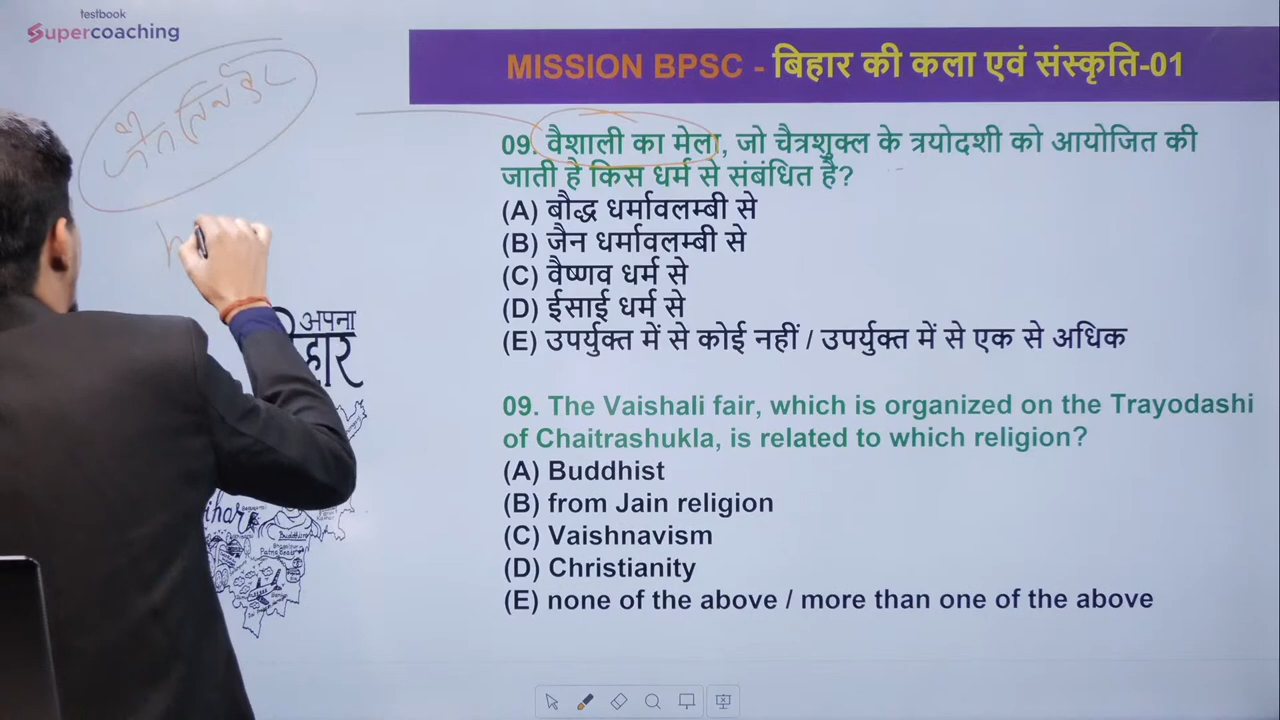 testbook
Supercoaching
MISSION BPSC - बिहार की कला एवं संस्कृति-01
09. वैशाली का मेला, जो चैत्रशुक्ल के त्रयोदशी को आयोजित की
जाती है किस धर्म से संबंधित है?
(A) बौद्ध धर्मावलम्बी से
(B) जैन धर्मावलम्बी से
(C) वैष्णव धर्म से
(D) ईसाई धर्म से
(E) उपर्युक्त में से कोई नहीं / उपर्युक्त में से एक से अधिक
अपना
09. The Vaishali fair, which is organized on the Trayodashi
of Chaitrashukla, is related to which religion?
(A) Buddhist
(B) from Jain religion
(C) Vaishnavism
(D) Christianity
(E) none of the above / more than one of the above